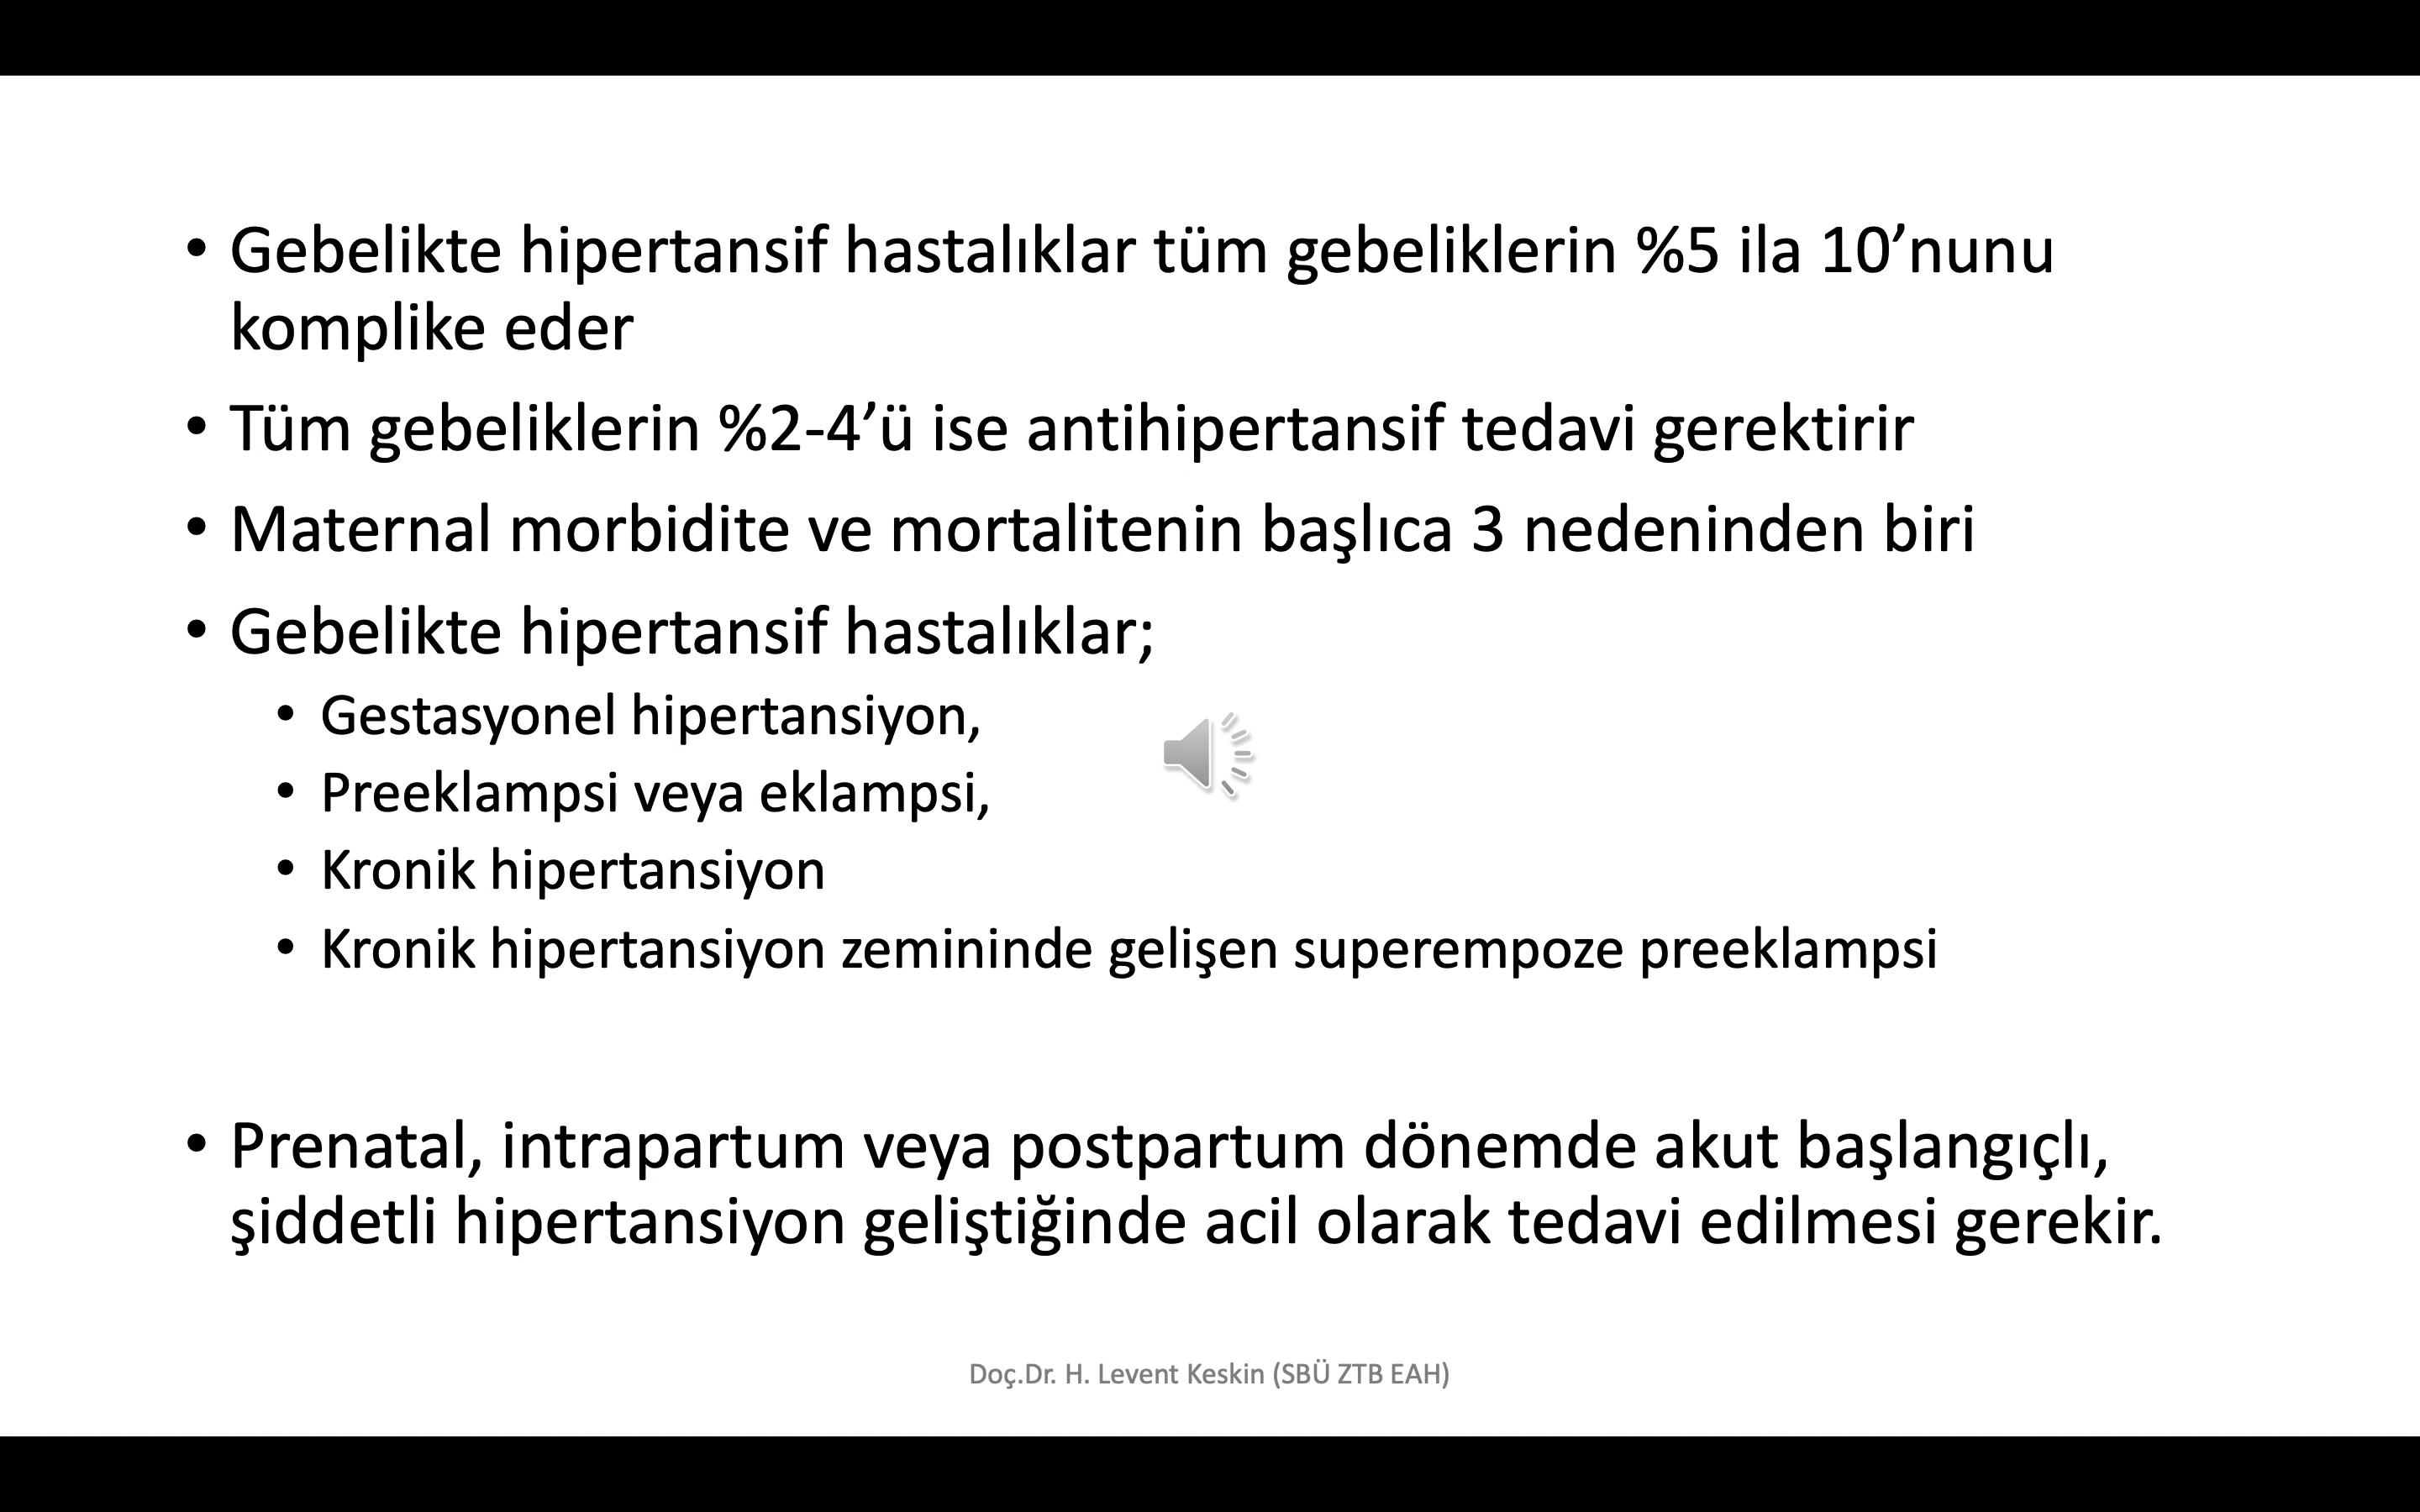 • Gebelikte hipertansif hastalıklar tüm gebeliklerin %5 ila 10’nunu
komplike eder
• Tüm gebeliklerin %2-4’ü ise antihipertansif tedavi gerektirir
• Maternal morbidite ve mortalitenin başlıca 3 nedeninden biri
• Gebelikte hipertansif hastalıklar;
• Gestasyonel hipertansiyon,
• Preeklampsi veya eklampsi,
• Kronik hipertansiyon
• Kronik hipertansiyon zemininde gelişen superempoze preeklampsi
• Prenatal, intrapartum veya postpartum dönemde akut başlangıçlı,
şiddetli hipertansiyon geliştiğinde acil olarak tedavi edilmesi gerekir.
Doç.Dr. H. Levent Keskin (SBÜ ZTB EAH)